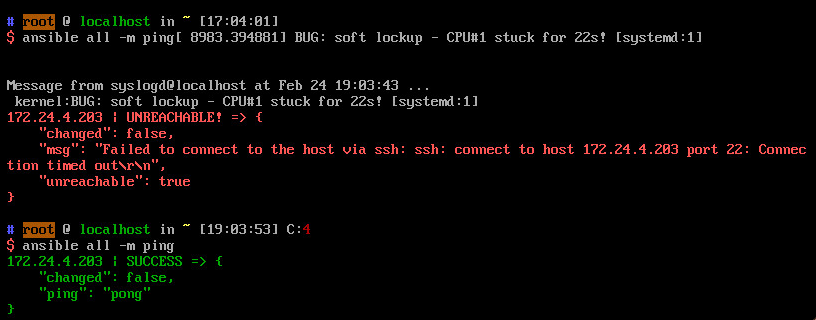 # root @ localhost in ~ [17:04:01]
$ ansible all -m ping[ 8983.394881] BUG: soft lockup - CPU#1 stuck for 22s! [systemd:1]
Message from syslogd@localhost at Feb 24 19:03:43 ...
 kernel:BUG: soft lockup - CPU#1 stuck for 22s! [systemd:1]
172.24.4.203 | UNREACHABLE! => {
    "changed": false,
    "msg": "Failed to connect to the host via ssh: ssh: connect to host 172.24.4.203 port 22: Connec
tion timed out\r\n",
    "unreachable": true
}
# root @ localhost in ~ [19:03:53] C:4
$ ansible all -m ping
172.24.4.203 | SUCCESS => {
    "changed": false,
    "ping": "pong"
}